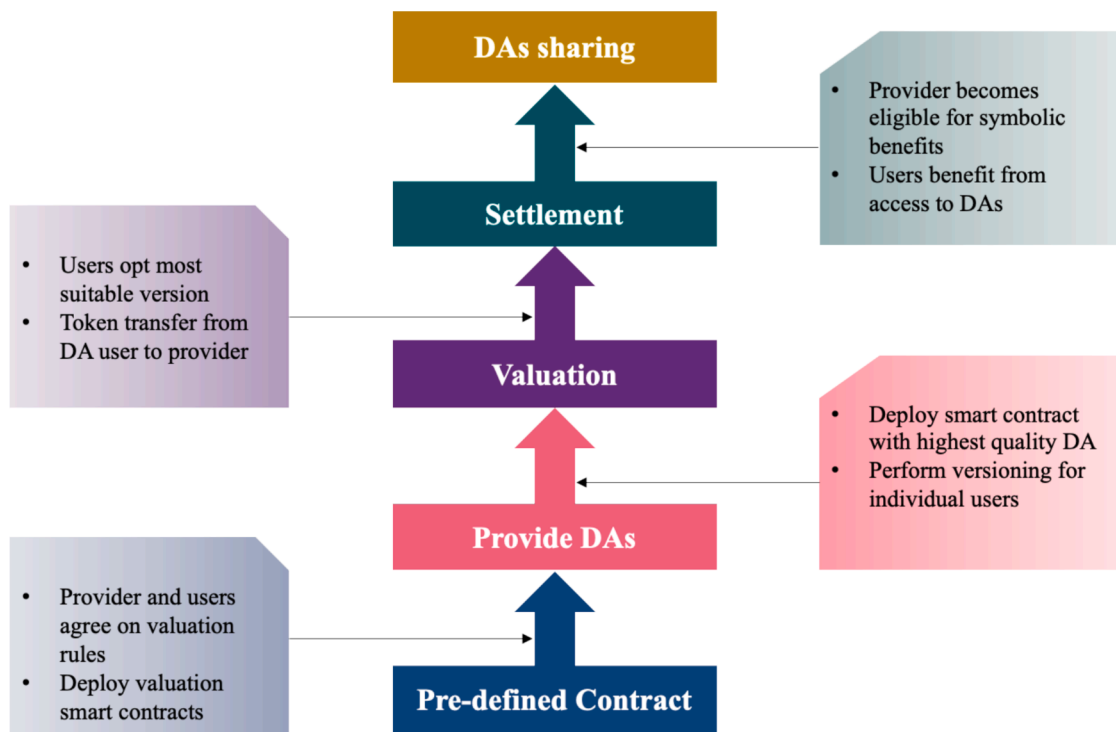 DAs sharing
• Provider becomes
eligible for symbolic
benefits
• Users benefit from
access to DAs
Settlement
• Users opt most
suitable version
• Token transfer from
DA user to provider
Valuation
• Deploy smart contract
with highest quality DA
• Perform versioning for
individual users
Provide DAs
• Provider and users
agree on valuation
rules
• Deploy valuation
smart contracts
Pre-defined Contract